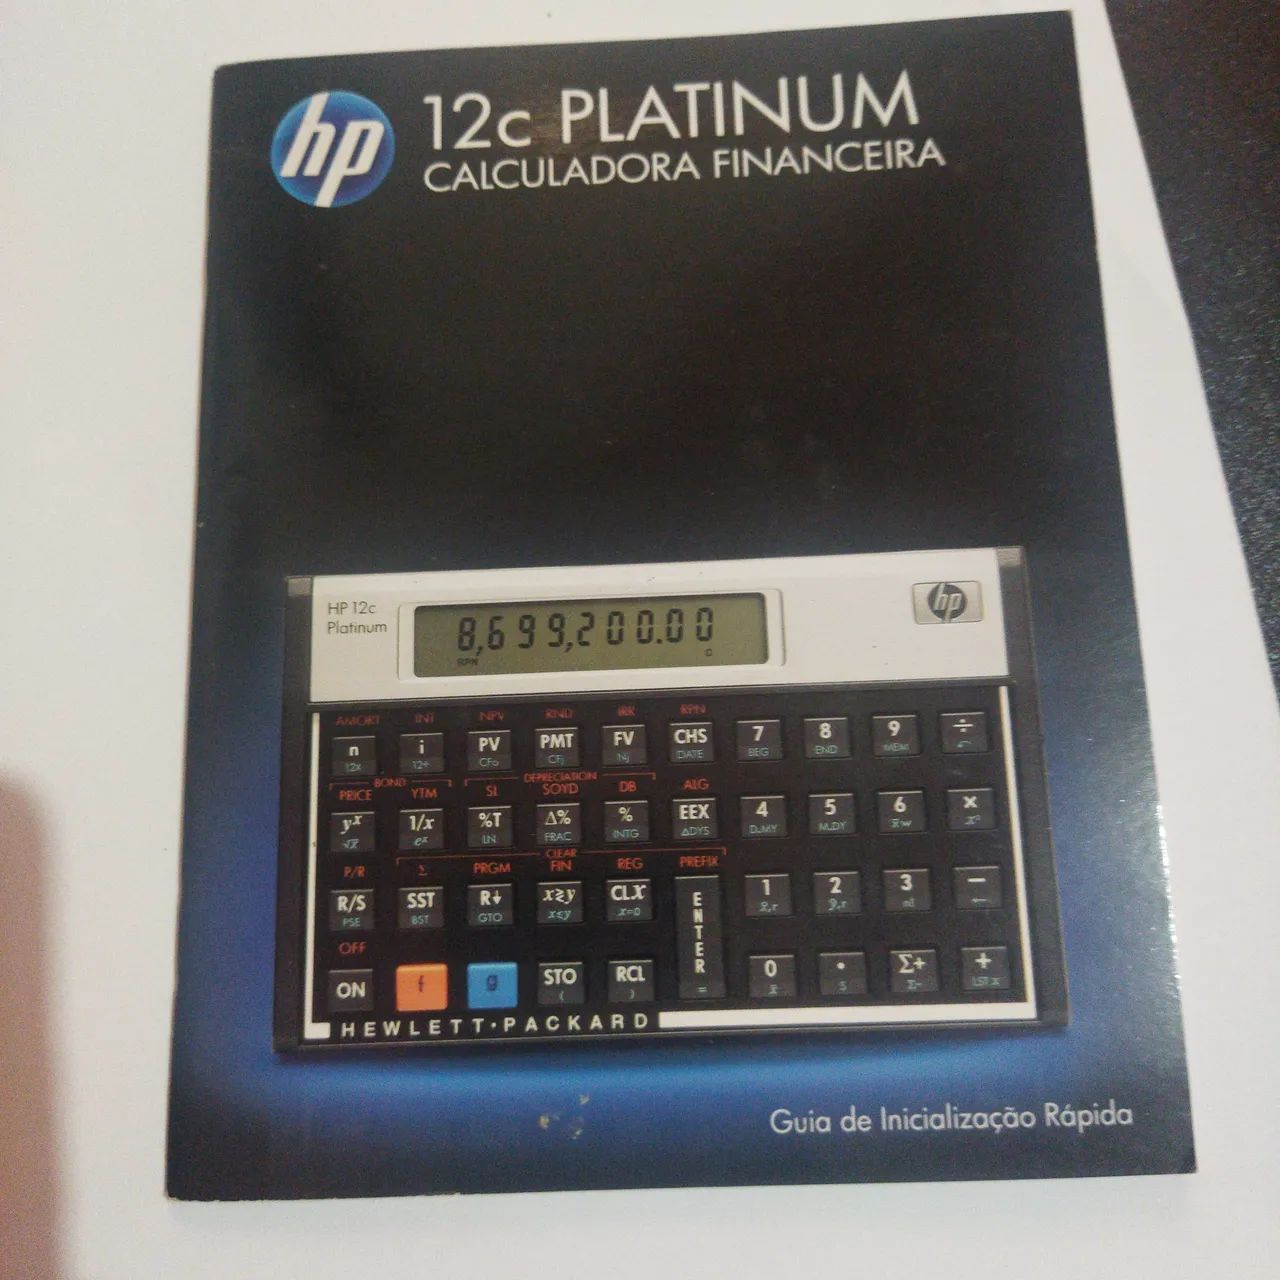 hp
12c PLATINUM
CALCULADORA FINANCEIRA
HP 12c
Platinum
8,699,200.00
RPN C
hp
AMORT INT NPV RND IRR RPN
n i PV PMT FV CHS 7 8 9 ÷
12x 12÷ CFo CFj Nj DATE BEG END MEM
BOND DEPRECIATION
PRICE YTM SL SOYD DB ALG
yˣ 1/x %T Δ% % EEX 4 5 6 ×
√x eˣ LN FRAC INTG ΔDYS D.MY M.DY x̄w x²
CLEAR
P/R Σ PRGM FIN REG PREFIX
R/S SST R↓ x≷y CLX ENTER 1 2 3 −
PSE BST GTO x≤y x=0 = x̂,r ŷ,r n! ←
OFF
ON f g STO RCL 0 • Σ+ +
( ) x̄ s Σ− LST x
HEWLETT•PACKARD
Guia de Inicialização Rápida